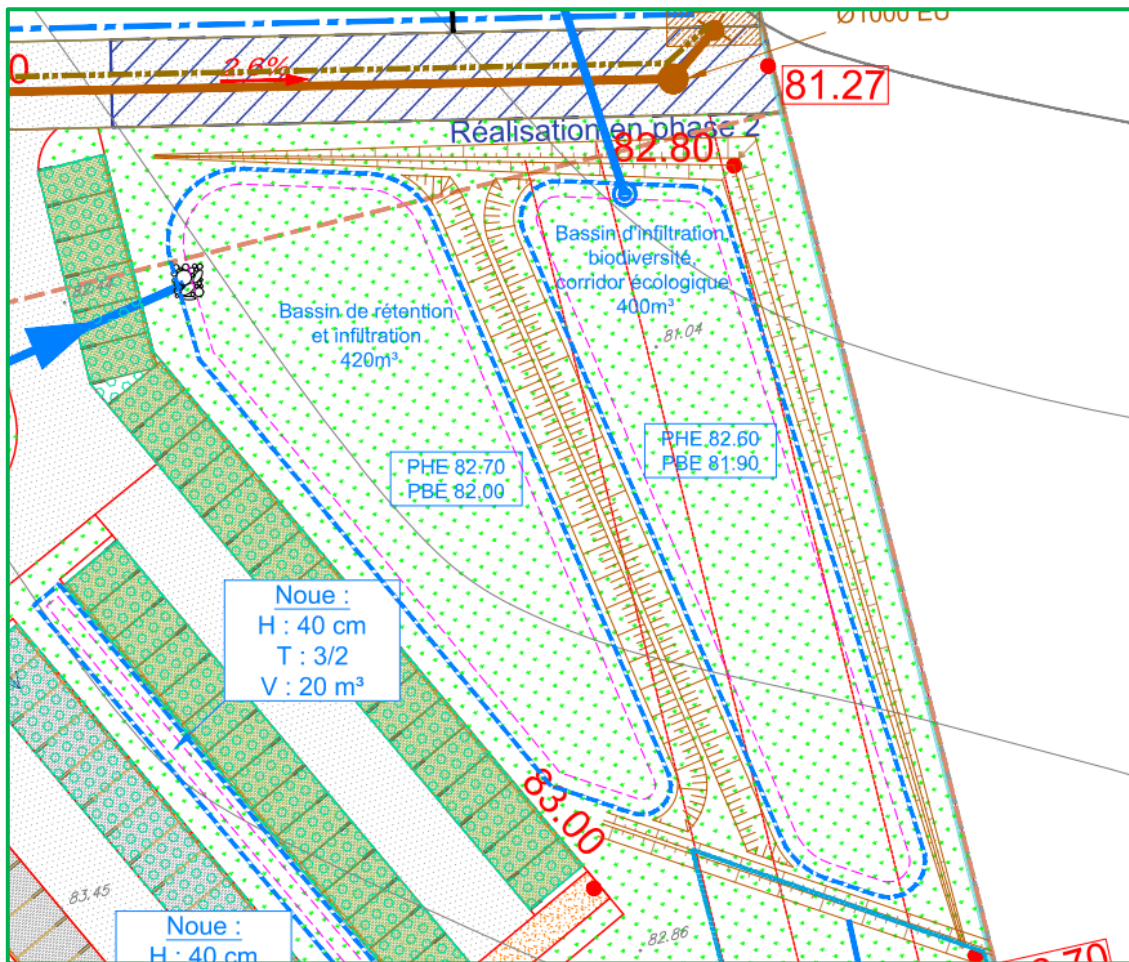 Ø1000 EU
0
2.6%
81.27
Réalisation en phase 2
82.80
Bassin d'infiltration,
biodiversité,
corridor écologique
400m³
81.04
Bassin de rétention
et infiltration
420m³
PHE 82.60
PBE 81.90
PHE 82.70
PBE 82.00
Noue :
H : 40 cm
T : 3/2
V : 20 m³
83.00
83.45
Noue :
H : 40 cm
82.86